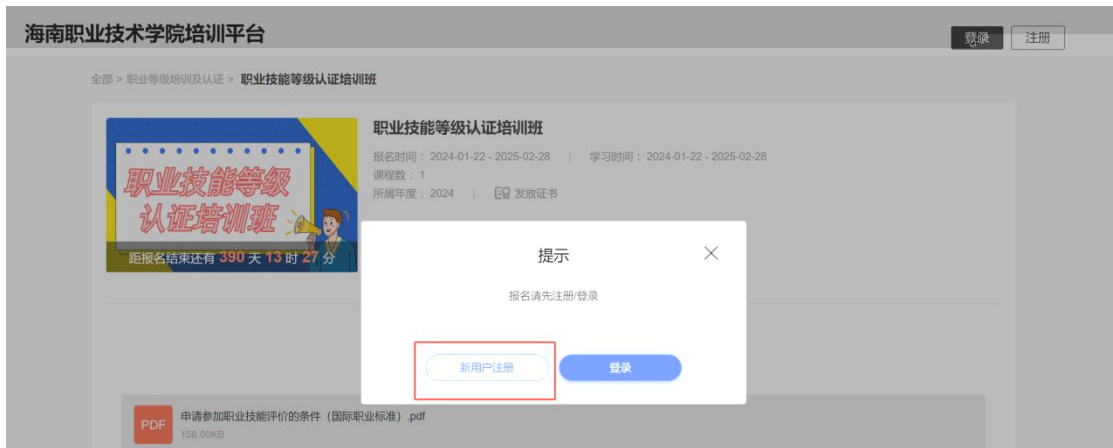 海南职业技术学院培训平台
登录 注册
全部 > 职业等级培训及认证 > 职业技能等级认证培训班
职业技能等级
认证培训班
距报名结束还有 390 天 13 时 27 分
职业技能等级认证培训班
报名时间：2024-01-22 - 2025-02-28 | 学习时间：2024-01-22 - 2025-02-28
课程数：1
所属年度：2024 | 发放证书
提示
报名请先注册/登录
新用户注册 登录
PDF
申请参加职业技能评价的条件（国际职业标准）.pdf
158.00KB